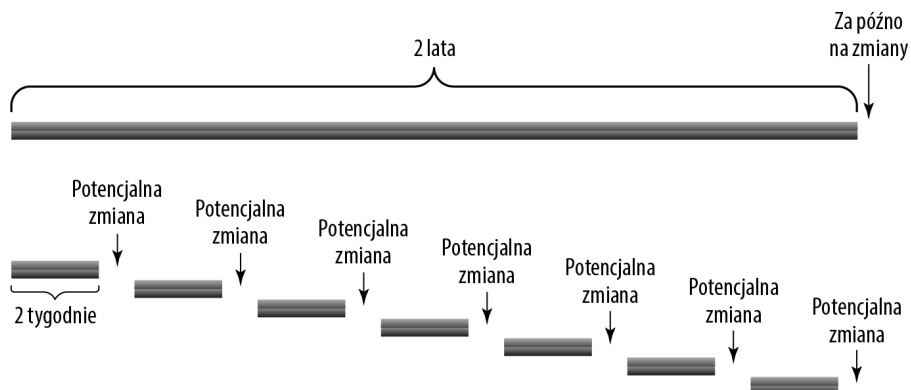 Za późno
na zmiany
2 lata
Potencjalna
zmiana
Potencjalna
zmiana
Potencjalna
zmiana
Potencjalna
zmiana
Potencjalna
zmiana
Potencjalna
zmiana
Potencjalna
zmiana
2 tygodnie